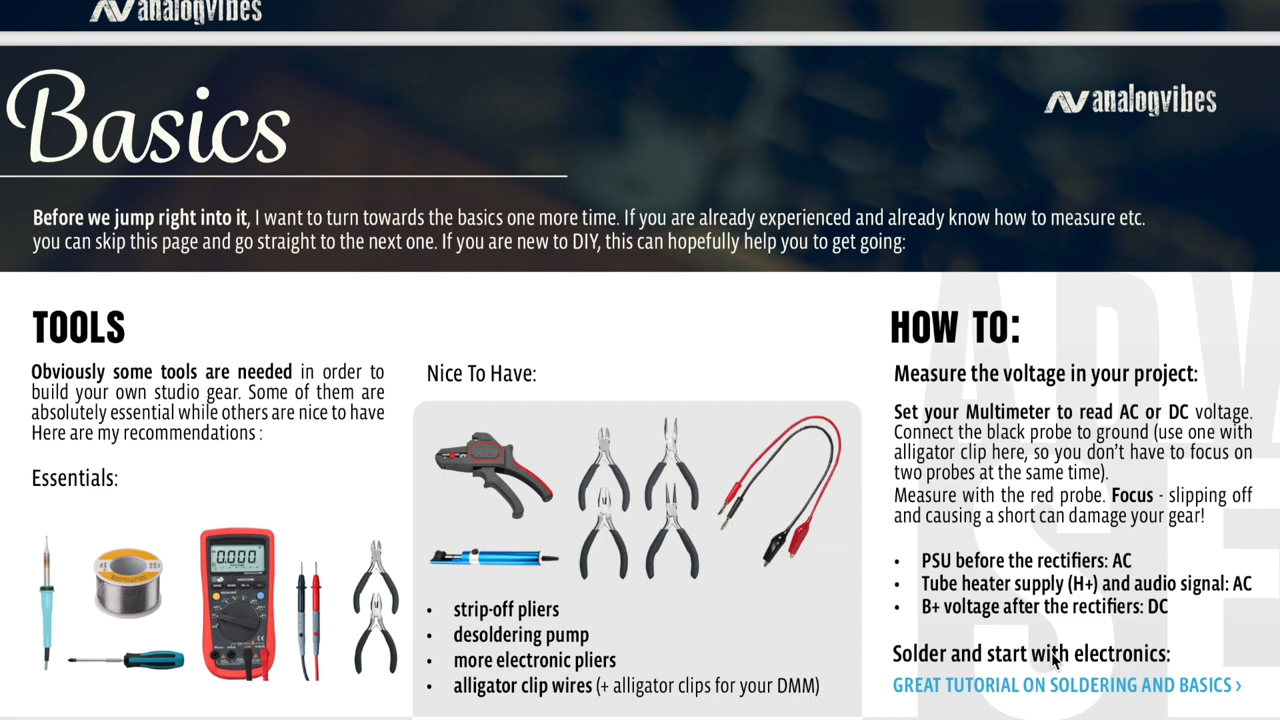 analogvibes
Basics
analogvibes
Before we jump right into it, I want to turn towards the basics one more time. If you are already experienced and already know how to measure etc.
you can skip this page and go straight to the next one. If you are new to DIY, this can hopefully help you to get going:
TOOLS
Obviously some tools are needed in order to
build your own studio gear. Some of them are
absolutely essential while others are nice to have
Here are my recommendations :
Essentials:
0.000
Nice To Have:
• strip-off pliers
• desoldering pump
• more electronic pliers
• alligator clip wires (+ alligator clips for your DMM)
HOW TO:
Measure the voltage in your project:
Set your Multimeter to read AC or DC voltage.
Connect the black probe to ground (use one with
alligator clip here, so you don't have to focus on
two probes at the same time).
Measure with the red probe. Focus - slipping off
and causing a short can damage your gear!
• PSU before the rectifiers: AC
• Tube heater supply (H+) and audio signal: AC
• B+ voltage after the rectifiers: DC
Solder and start with electronics:
GREAT TUTORIAL ON SOLDERING AND BASICS ›